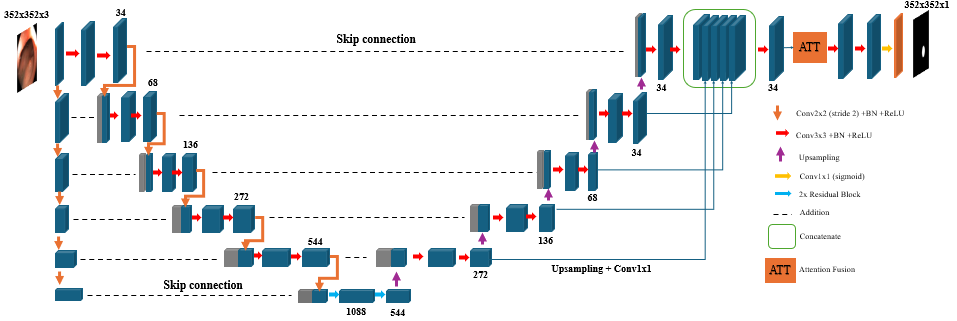 352x352x3
34
Skip connection
352x352x1
ATT
34
34
68
34
136
68
272
136
544
272
Upsampling + Conv1x1
Skip connection
1088
544
Conv2x2 (stride 2) +BN +ReLU
Conv3x3 +BN +ReLU
Upsampling
Conv1x1 (sigmoid)
2x Residual Block
Addition
Concatenate
ATT
Attention Fusion